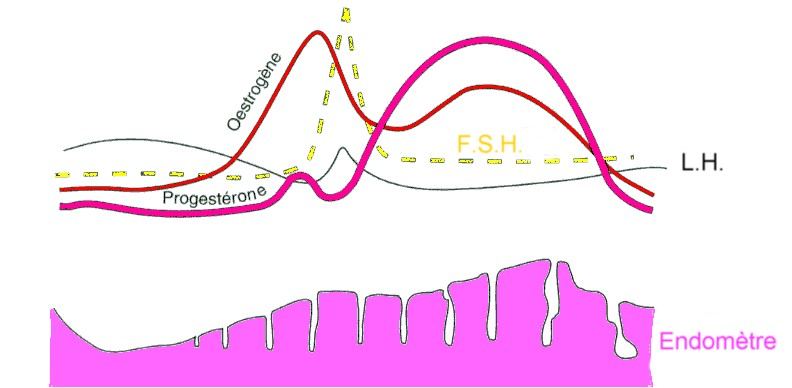 Oestrogène
F.S.H.
L.H.
Progestérone
Endomètre